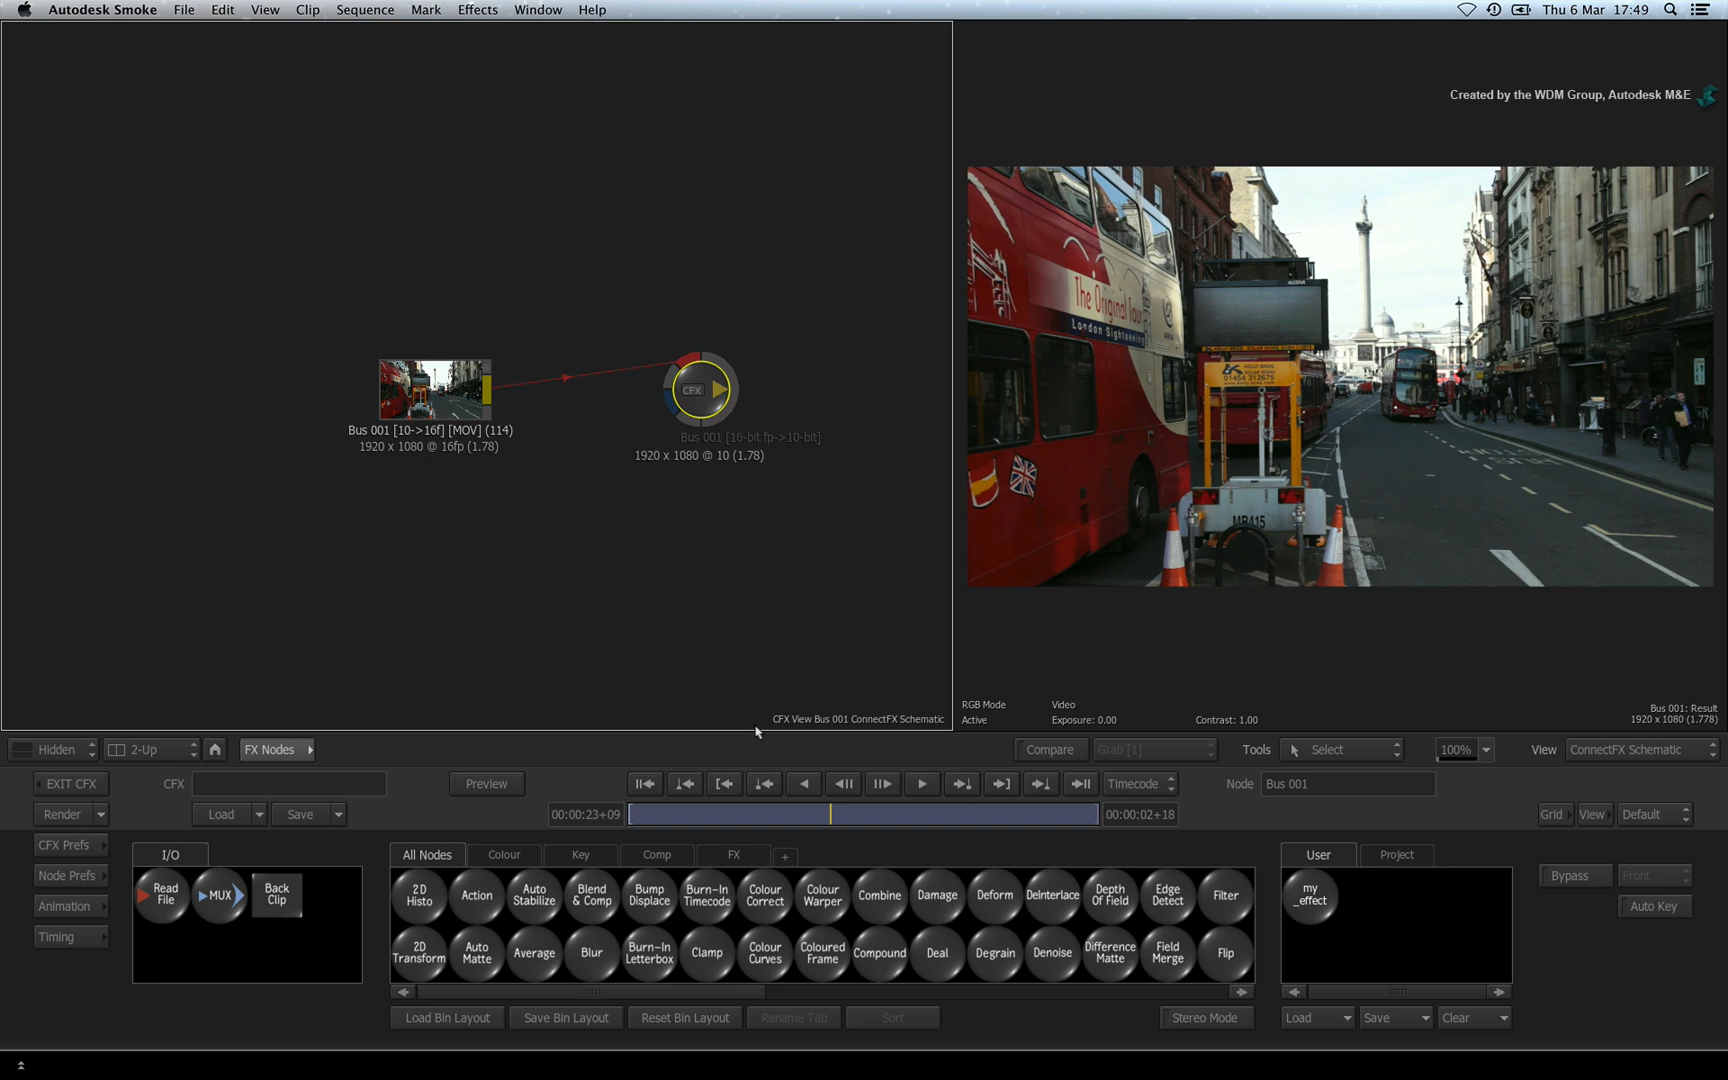 Autodesk Smoke File Edit View Clip Sequence Mark Effects Window Help Thu 6 Mar 17:49
Created by the WDM Group, Autodesk M&E
The Original Tour
London Sightseeing
KELLY BROS
01454 312675
MR415
CFX
Bus 001 [10->16f] [MOV] (114)
1920 x 1080 @ 16fp (1.78)
Bus 001 [16-bit fp->10-bit]
1920 x 1080 @ 10 (1.78)
CFX View Bus 001 ConnectFX Schematic
RGB Mode Video Bus 001: Result
Active Exposure: 0.00 Contrast: 1.00 1920 x 1080 (1.778)
Hidden 2-Up FX Nodes Compare Grab [1] Tools Select 100% View ConnectFX Schematic
EXIT CFX CFX Preview Timecode Node Bus 001
Render Load Save 00:00:23+09 00:00:02+18 Grid View Default
CFX Prefs I/O All Nodes Colour Key Comp FX + User Project
Node Prefs Bypass Front
Animation Auto Key
Timing
Read File MUX Back Clip
2D Histo Action Auto Stabilize Blend & Comp Bump Displace Burn-In Timecode Colour Correct Colour Warper Combine Damage Deform DeInterlace Depth Of Field Edge Detect Filter
my_effect
2D Transform Auto Matte Average Blur Burn-In Letterbox Clamp Colour Curves Coloured Frame Compound Deal Degrain Denoise Difference Matte Field Merge Flip
Load Bin Layout Save Bin Layout Reset Bin Layout Rename Tab Sort Stereo Mode Load Save Clear